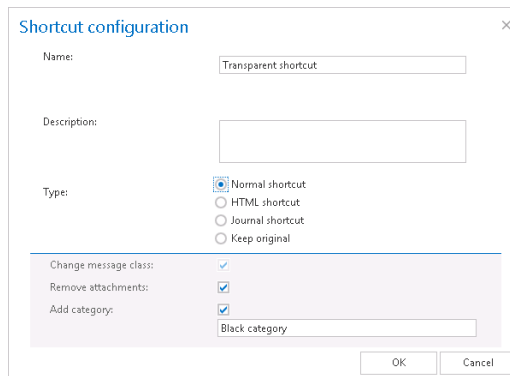 Shortcut configuration
Name:
Transparent shortcut
Description:
Type:
Normal shortcut
HTML shortcut
Journal shortcut
Keep original
Change message class:
Remove attachments:
Add category:
Black category
OK Cancel